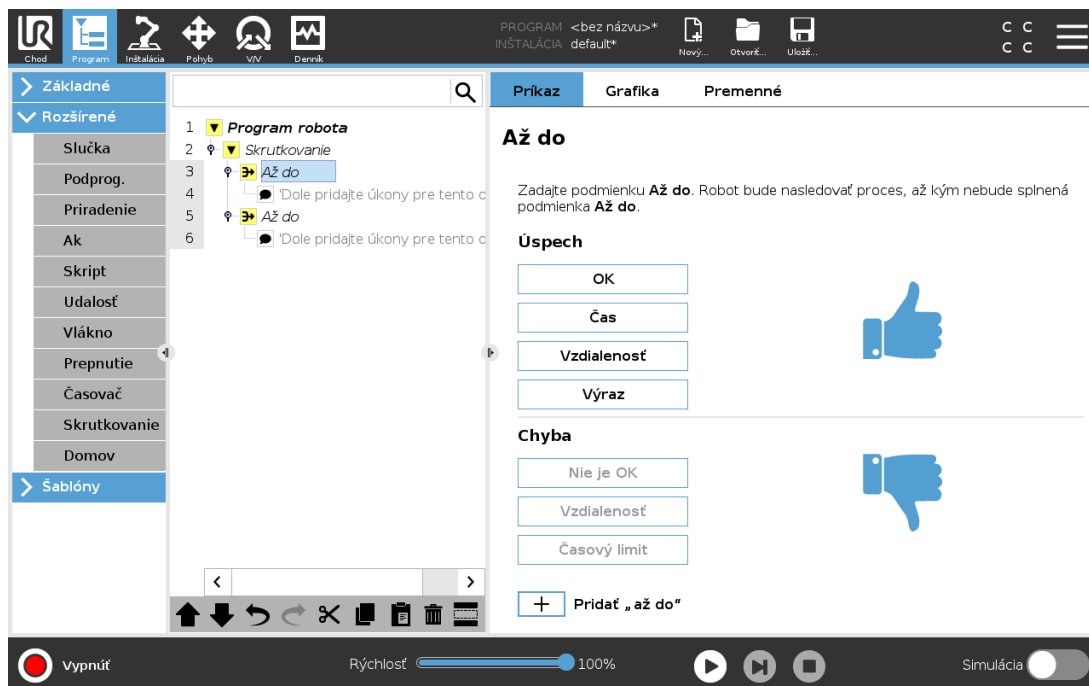 PROGRAM <bez názvu>*
INŠTALÁCIA default*
Chod
Program
Inštalácia
Pohyb
V/V
Denník
Nový...
Otvoriť...
Uložiť...
C C
C C
Základné
Rozšírené
Slučka
Podprog.
Priradenie
Ak
Skript
Udalosť
Vlákno
Prepnutie
Časovač
Skrutkovanie
Domov
Šablóny
1 Program robota
2 Skrutkovanie
3 Až do
4 'Dole pridajte úkony pre tento o
5 Až do
6 'Dole pridajte úkony pre tento o
Príkaz Grafika Premenné
Až do
Zadajte podmienku Až do. Robot bude nasledovať proces, až kým nebude splnená
podmienka Až do.
Úspech
OK
Čas
Vzdialenosť
Výraz
Chyba
Nie je OK
Vzdialenosť
Časový limit
Pridať „až do"
Vypnúť
Rýchlosť
100%
Simulácia